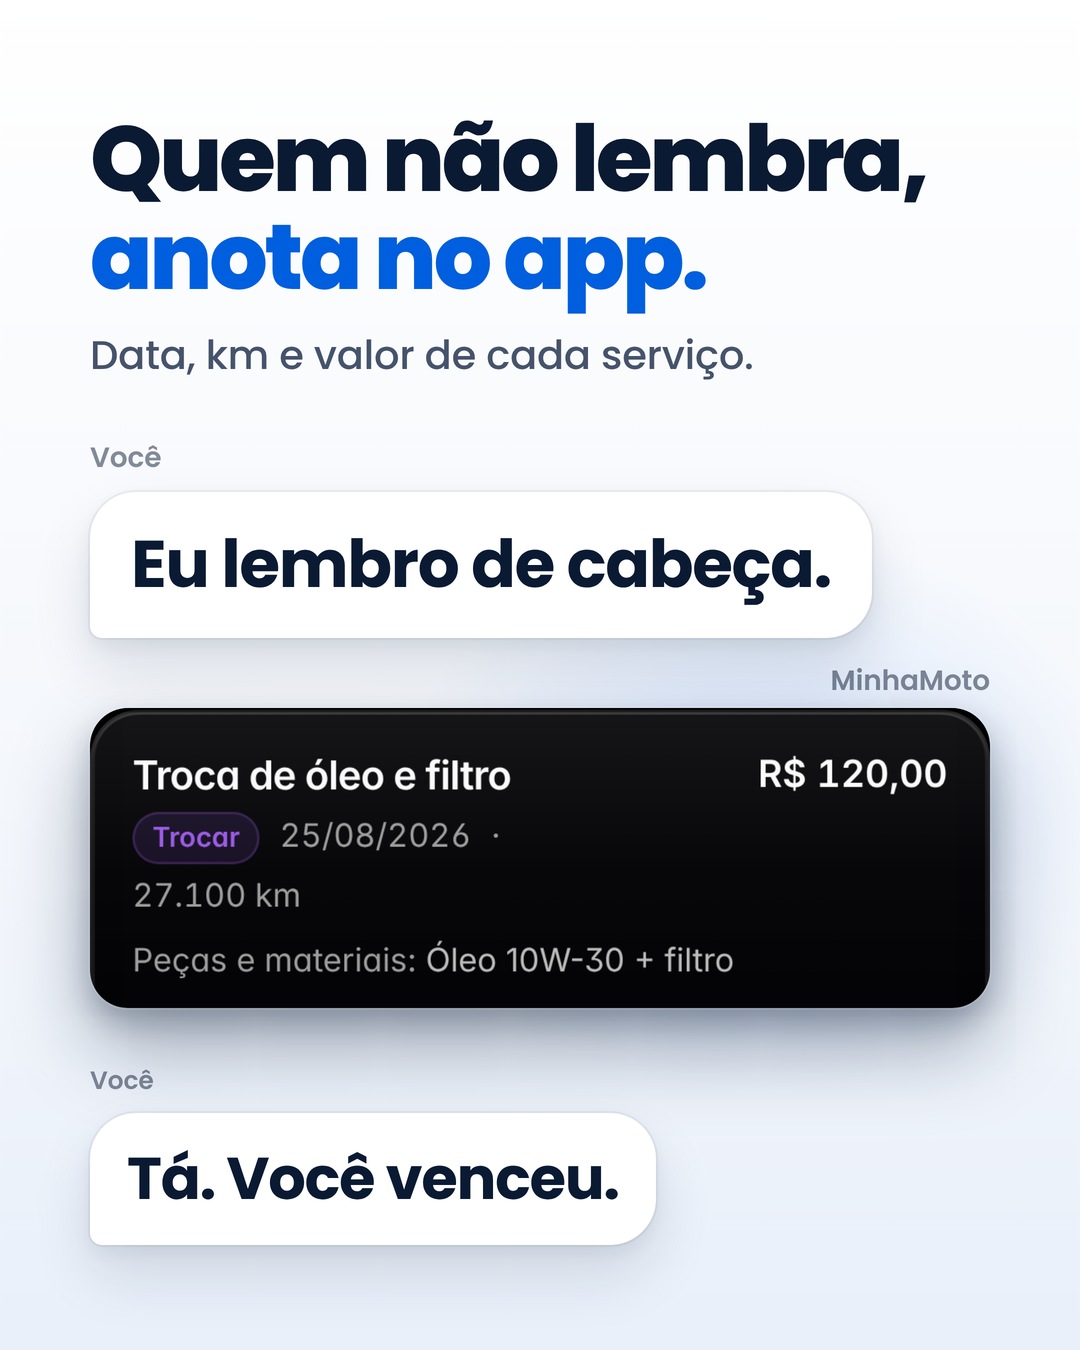 Quem não lembra,
anota no app.
Data, km e valor de cada serviço.
Você
Eu lembro de cabeça.
MinhaMoto
Troca de óleo e filtro
R$ 120,00
Trocar 25/08/2026 ·
27.100 km
Peças e materiais: Óleo 10W-30 + filtro
Você
Tá. Você venceu.